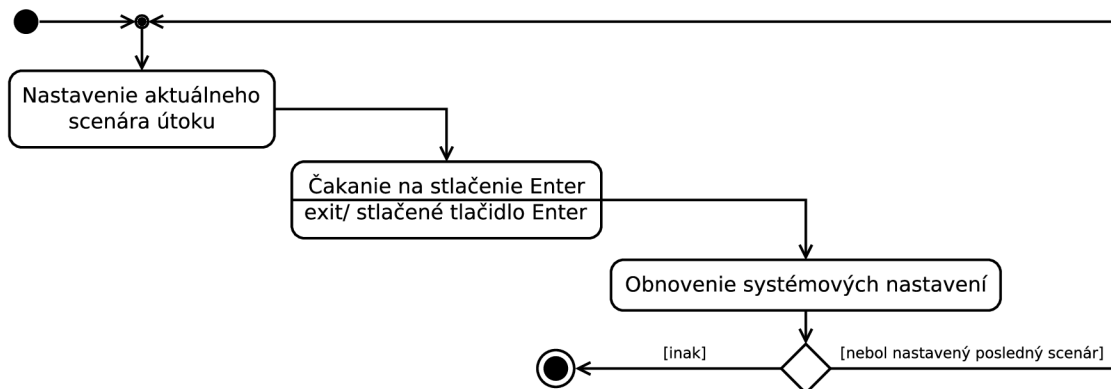 Nastavenie aktuálneho
scenára útoku
Čakanie na stlačenie Enter
exit/ stlačené tlačidlo Enter
Obnovenie systémových nastavení
[inak]
[nebol nastavený posledný scenár]